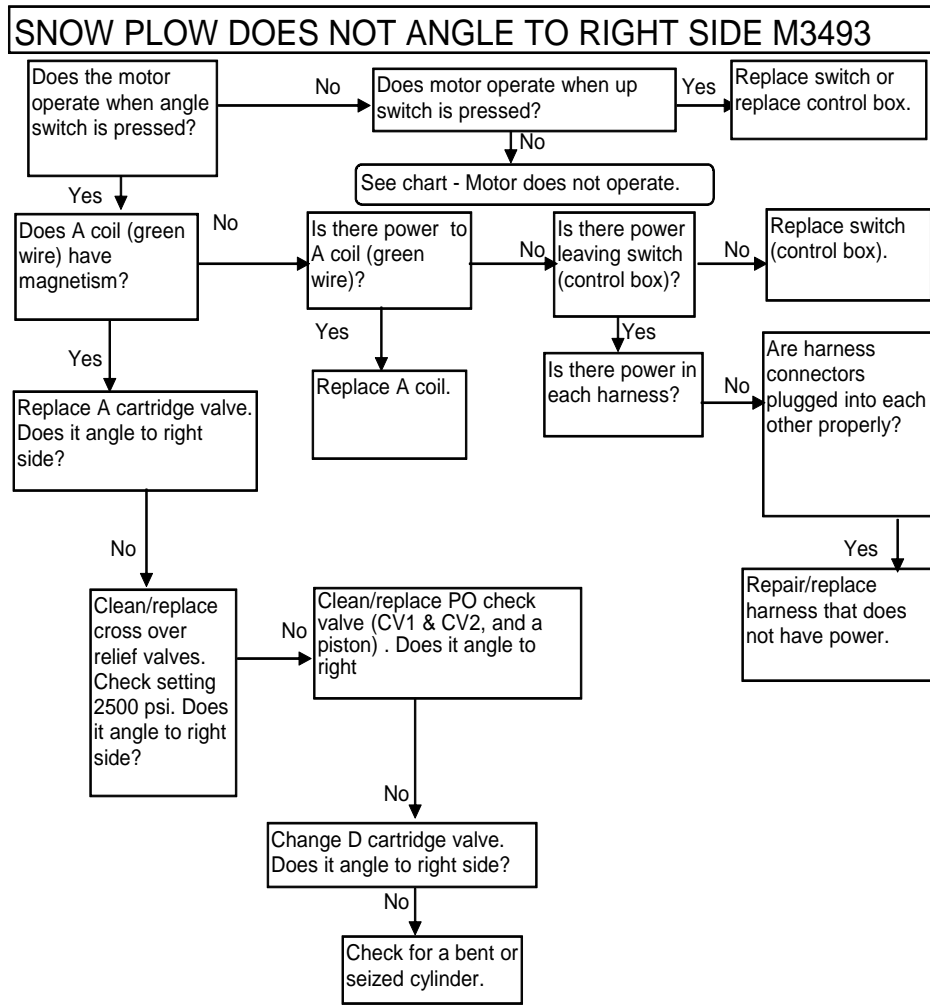 SNOW PLOW DOES NOT ANGLE TO RIGHT SIDE M3493
Does the motor
operate when angle
switch is pressed?
No
Does motor operate when up
switch is pressed?
Yes
Replace switch or
replace control box.
No
See chart - Motor does not operate.
Yes
Does A coil (green
wire) have
magnetism?
No
Is there power to
A coil (green
wire)?
No
Is there power
leaving switch
(control box)?
No
Replace switch
(control box).
Yes
Replace A coil.
Yes
Is there power in
each harness?
No
Are harness
connectors
plugged into each
other properly?
Yes
Repair/replace
harness that does
not have power.
Yes
Replace A cartridge valve.
Does it angle to right
side?
No
Clean/replace
cross over
relief valves.
Check setting
2500 psi. Does
it angle to right
side?
No
Clean/replace PO check
valve (CV1 & CV2, and a
piston) . Does it angle to
right
No
Change D cartridge valve.
Does it angle to right side?
No
Check for a bent or
seized cylinder.